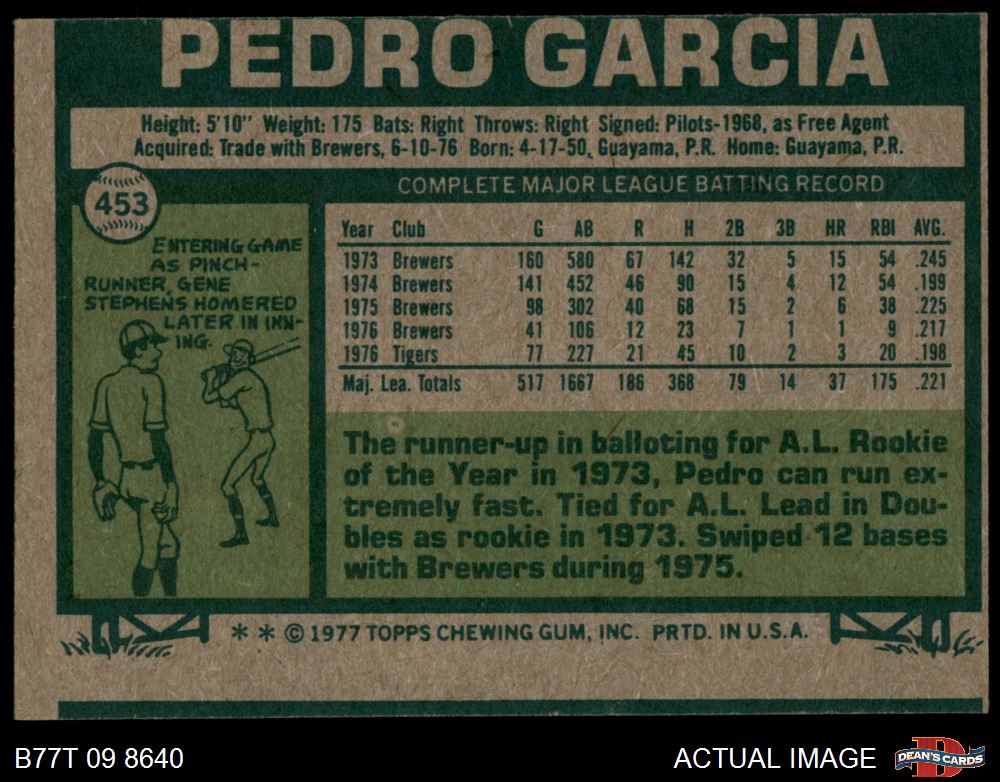 PEDRO GARCIA
Height: 5'10" Weight: 175 Bats: Right Throws: Right Signed: Pilots-1968, as Free Agent
Acquired: Trade with Brewers, 6-10-76 Born: 4-17-50, Guayama, P.R. Home: Guayama, P.R.
453
ENTERING GAME
AS PINCH-
RUNNER, GENE
STEPHENS HOMERED
LATER IN INN-
ING.
COMPLETE MAJOR LEAGUE BATTING RECORD
Year Club G AB R H 2B 3B HR RBI AVG.
1973 Brewers 160 580 67 142 32 5 15 54 .245
1974 Brewers 141 452 46 90 15 4 12 54 .199
1975 Brewers 98 302 40 68 15 2 6 38 .225
1976 Brewers 41 106 12 23 7 1 1 9 .217
1976 Tigers 77 227 21 45 10 2 3 20 .198
Maj. Lea. Totals 517 1667 186 368 79 14 37 175 .221
The runner-up in balloting for A.L. Rookie
of the Year in 1973, Pedro can run ex-
tremely fast. Tied for A.L. Lead in Dou-
bles as rookie in 1973. Swiped 12 bases
with Brewers during 1975.
* * © 1977 TOPPS CHEWING GUM, INC. PRTD. IN U.S.A.
B77T 09 8640
ACTUAL IMAGE
D
DEAN'S CARDS